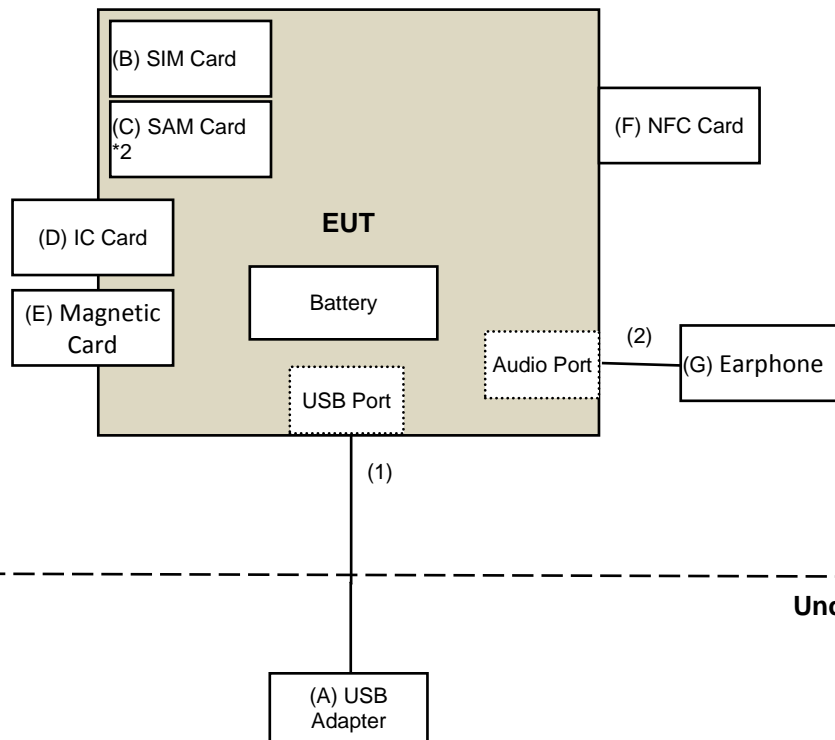 (B) SIM Card
(C) SAM Card
*2
(F) NFC Card
(D) IC Card
EUT
(E) Magnetic
Card
Battery
(2)
Audio Port
(G) Earphone
USB Port
(1)
(A) USB
Adapter